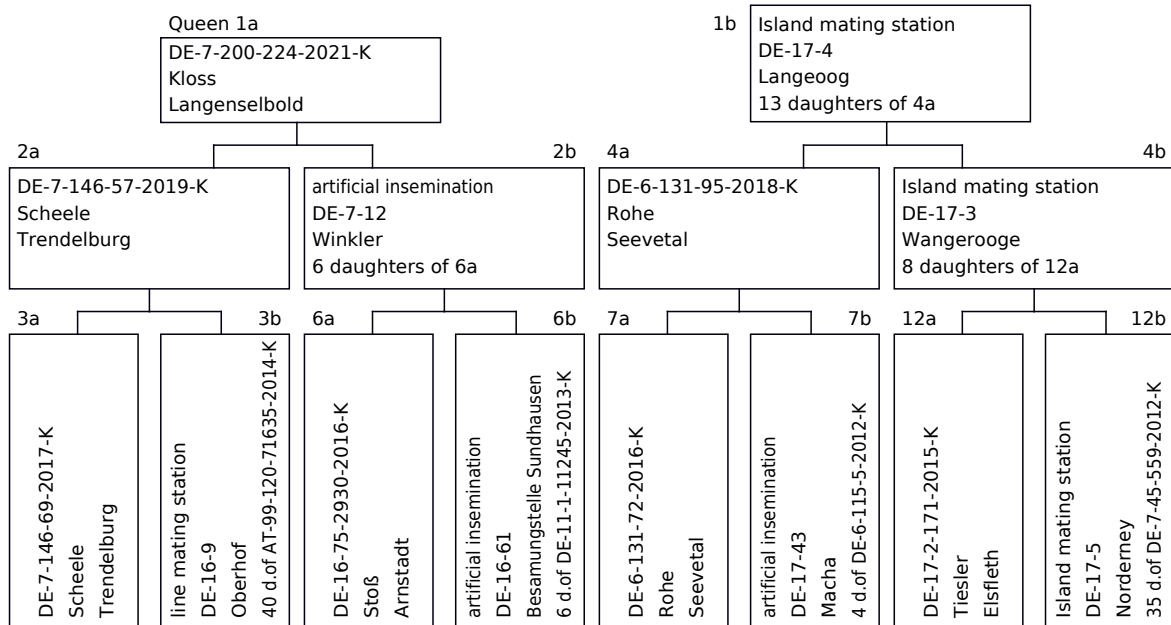 Queen 1a
DE-7-200-224-2021-K
Kloss
Langenselbold
1b
Island mating station
DE-17-4
Langeoog
13 daughters of 4a
2a
DE-7-146-57-2019-K
Scheele
Trendelburg
2b
artificial insemination
DE-7-12
Winkler
6 daughters of 6a
4a
DE-6-131-95-2018-K
Rohe
Seevetal
4b
Island mating station
DE-17-3
Wangerooge
8 daughters of 12a
3a
DE-7-146-69-2017-K
Scheele
Trendelburg
3b
line mating station
DE-16-9
Oberhof
40 d.of AT-99-120-71635-2014-K
6a
DE-16-75-2930-2016-K
Stoß
Arnstadt
6b
artificial insemination
DE-16-61
Besamungstelle Sundhausen
6 d.of DE-11-1-11245-2013-K
7a
DE-6-131-72-2016-K
Rohe
Seevetal
7b
artificial insemination
DE-17-43
Macha
4 d.of DE-6-115-5-2012-K
12a
DE-17-2-171-2015-K
Tiesler
Elsfleth
12b
Island mating station
DE-17-5
Norderney
35 d.of DE-7-45-559-2012-K